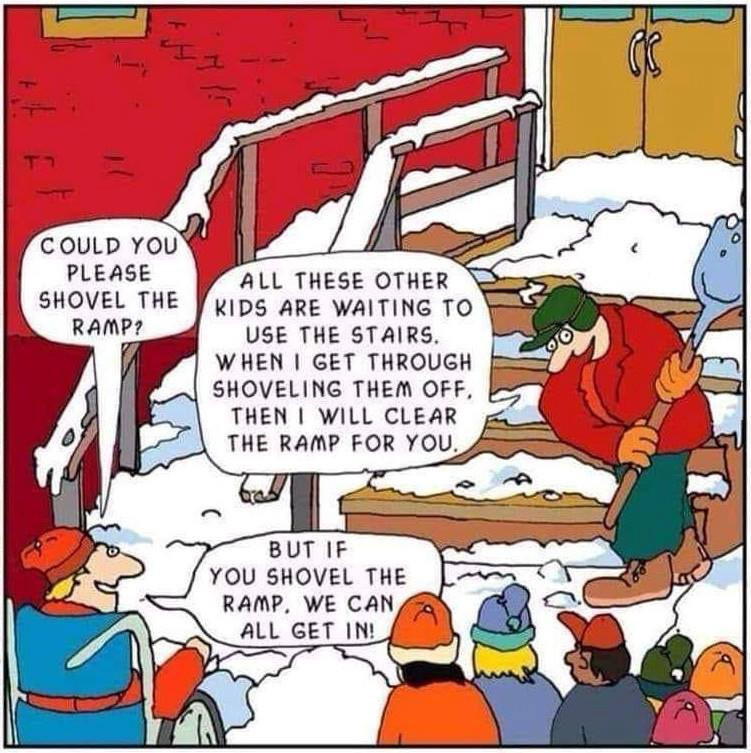 COULD YOU
PLEASE
SHOVEL THE
RAMP?
ALL THESE OTHER
KIDS ARE WAITING TO
USE THE STAIRS.
WHEN I GET THROUGH
SHOVELING THEM OFF,
THEN I WILL CLEAR
THE RAMP FOR YOU.
BUT IF
YOU SHOVEL THE
RAMP, WE CAN
ALL GET IN!